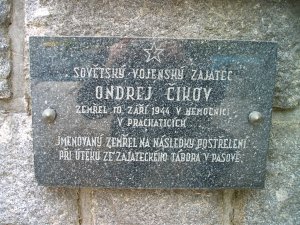 SOVĚTSKÝ VOJENSKÝ ZAJATEC
ONDREJ ČIKOV
ZEMŘEL 10. ZÁŘÍ 1944 V NEMOCNICI
V PRACHATICÍCH.
JMENOVANÝ ZEMŘEL NA NÁSLEDKY POSTŘELENÍ
PŘI ÚTĚKU ZE ZAJATECKÉHO TÁBORA V PASOVĚ.